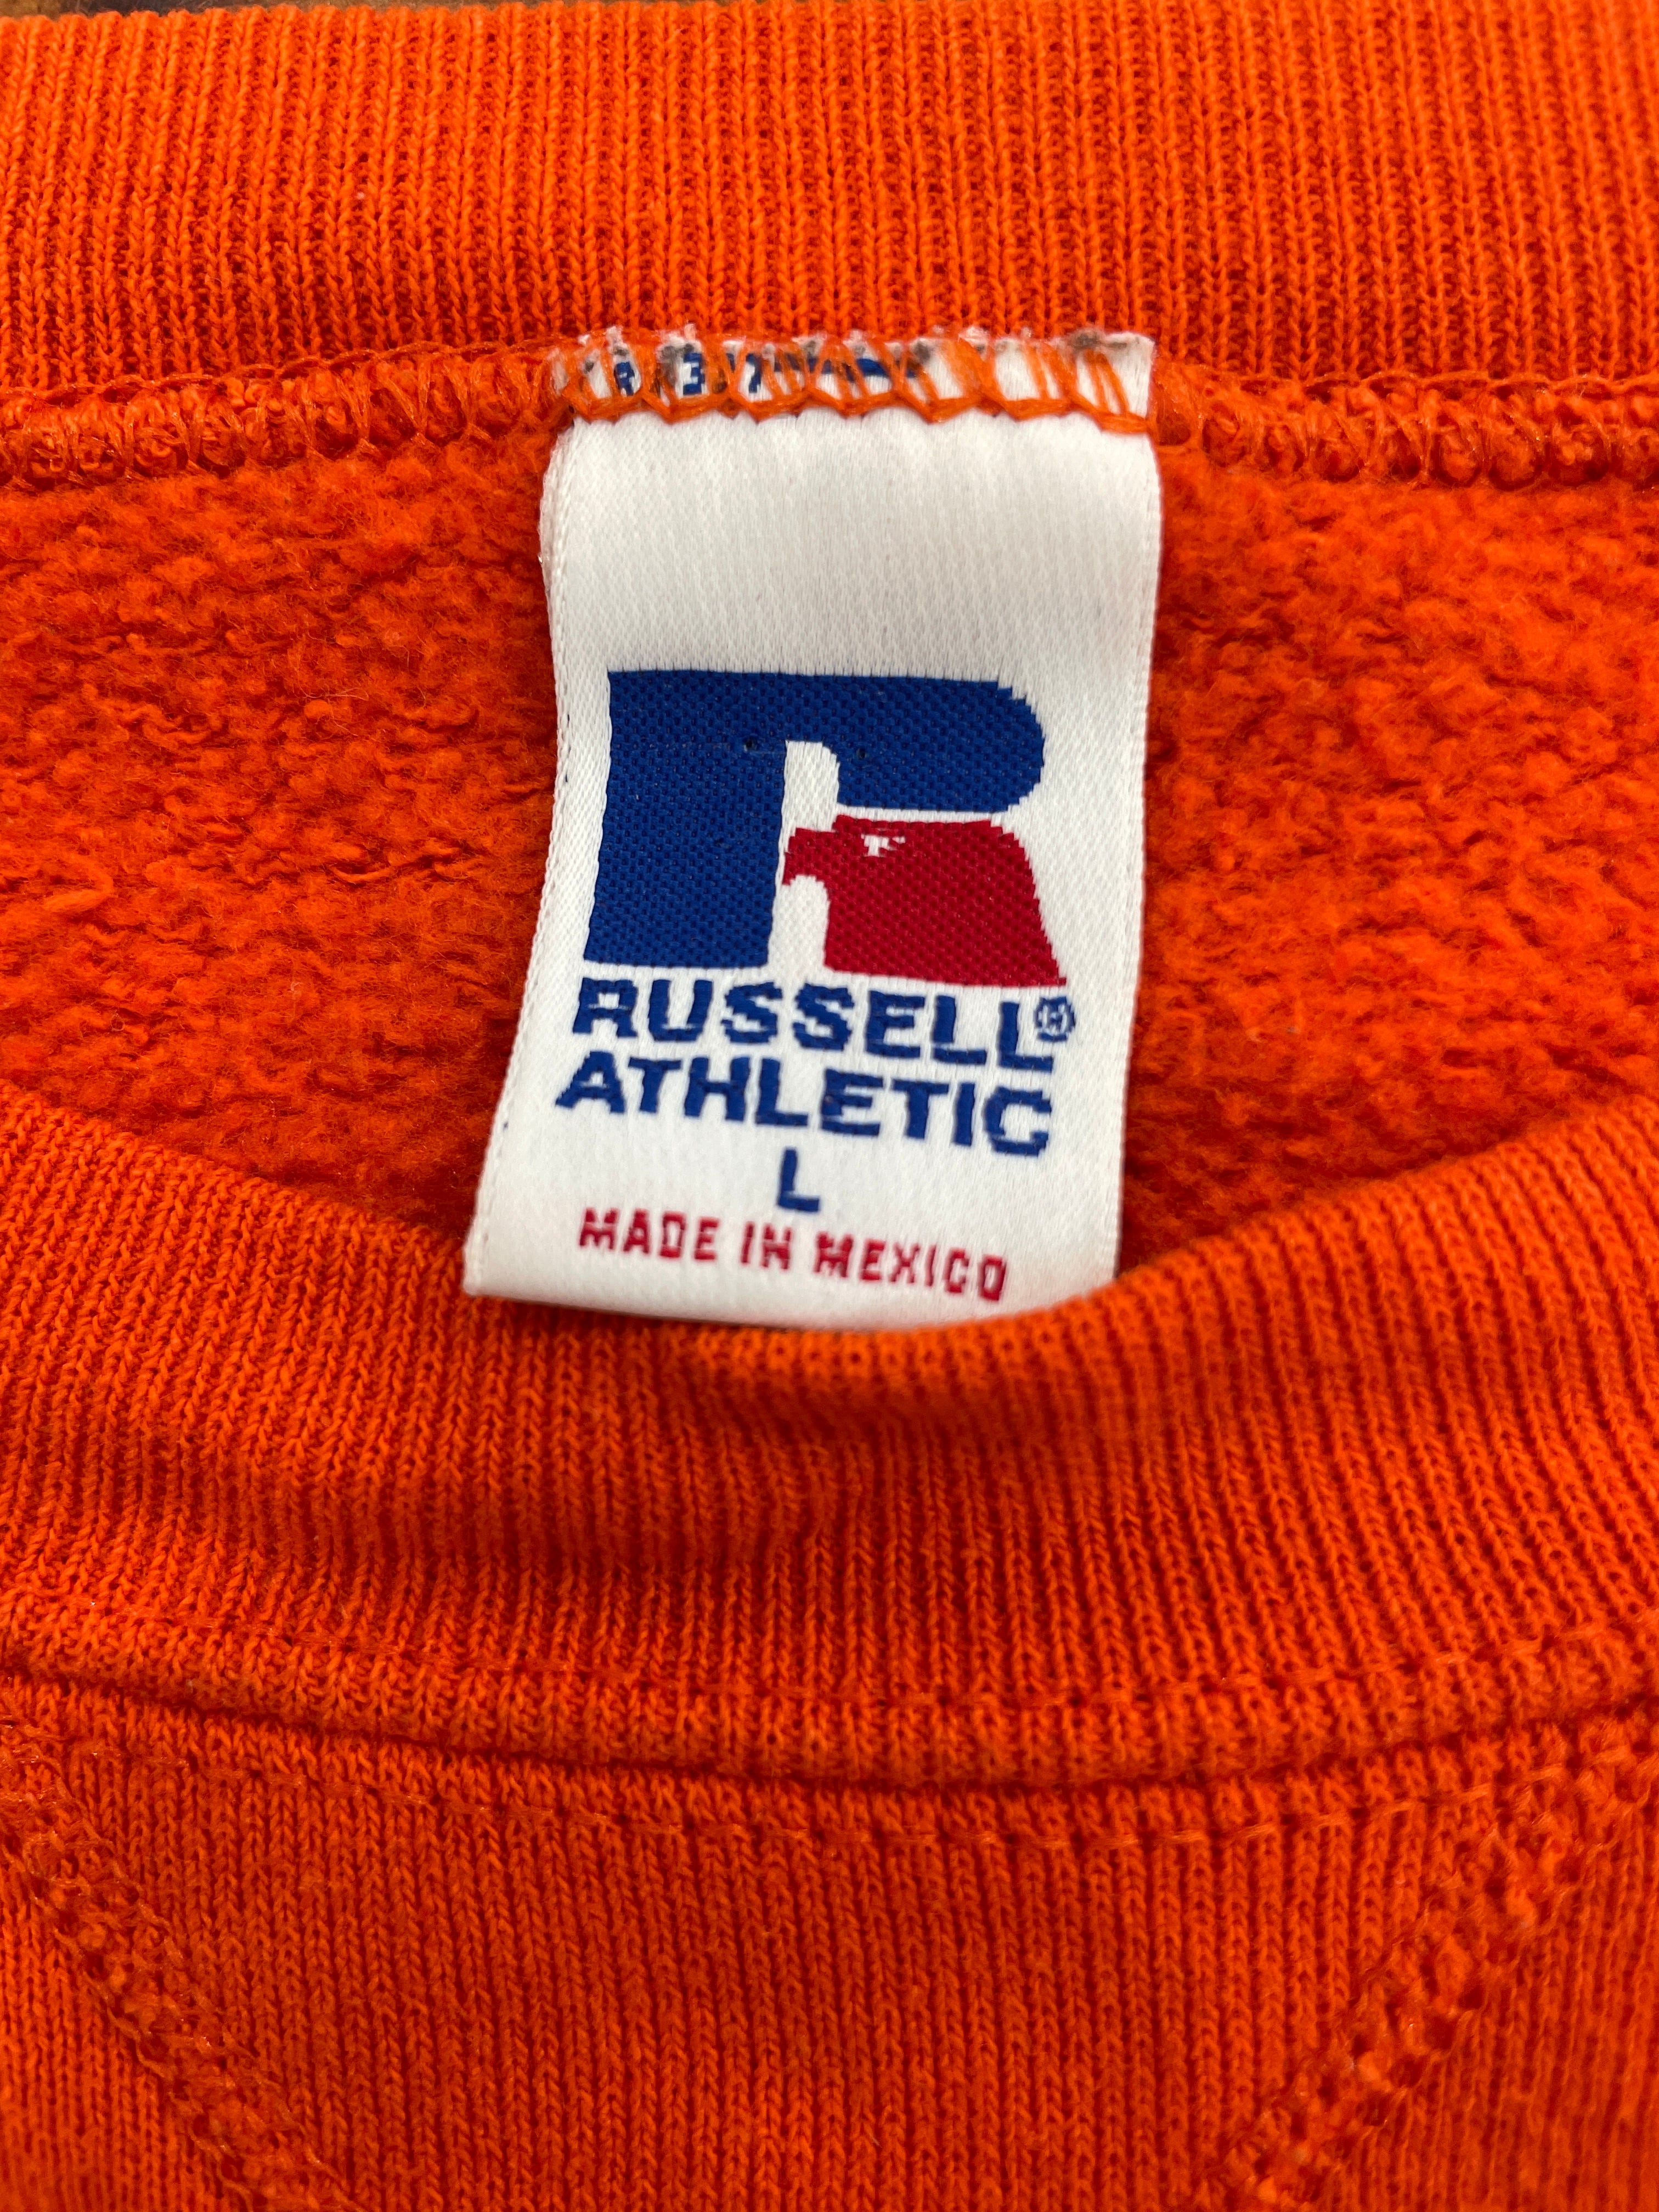 RUSSELL®
ATHLETIC
L
MADE IN MEXICO